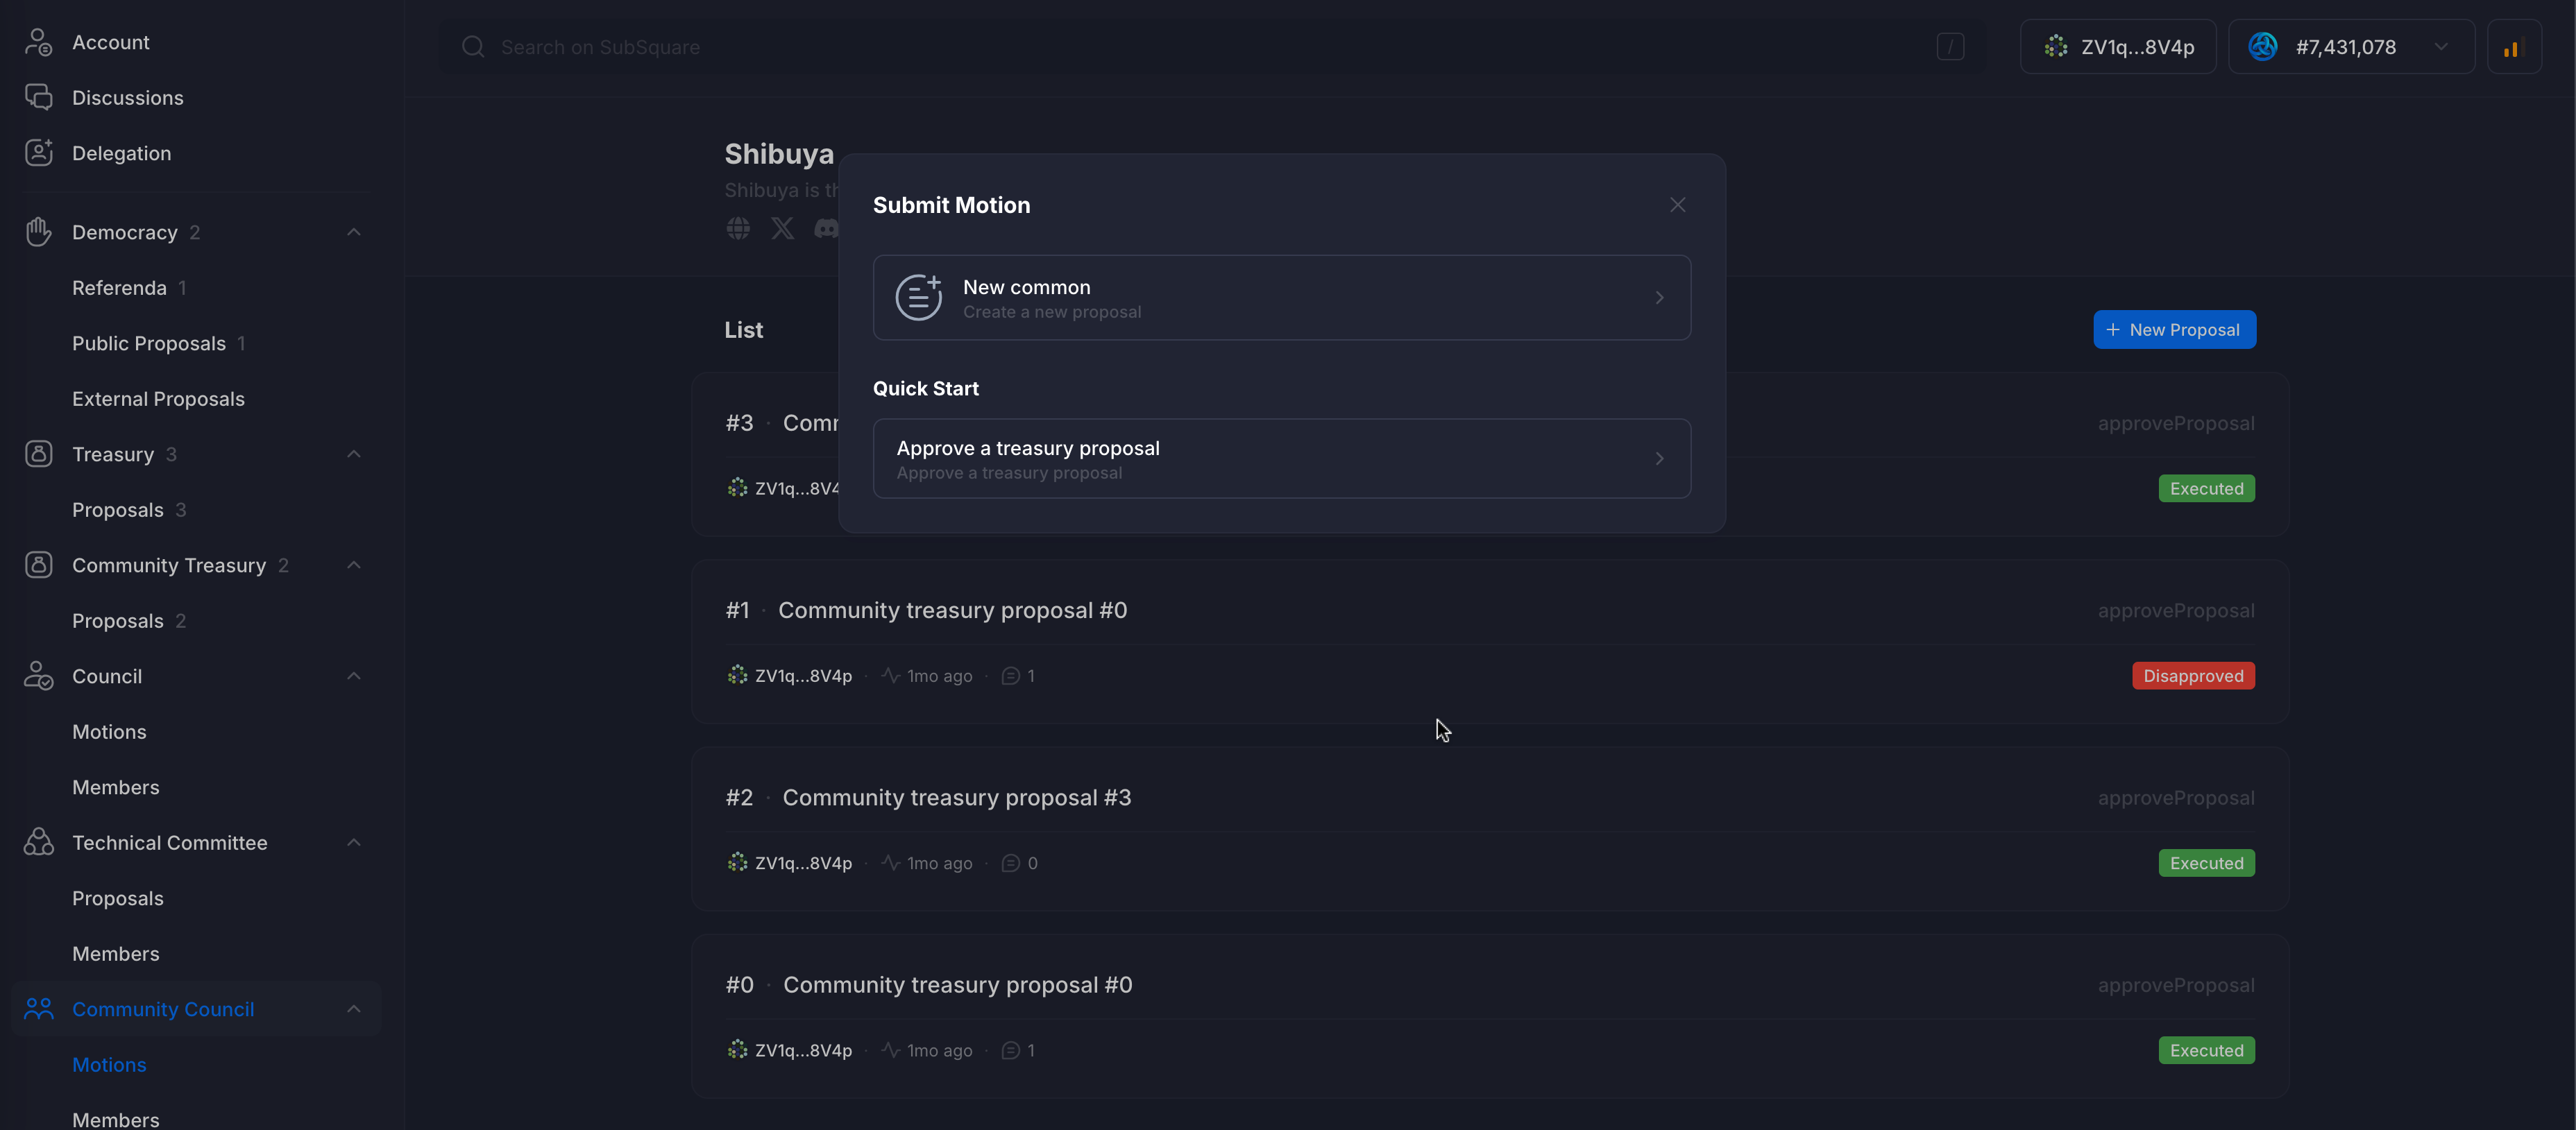 Account
Discussions
Delegation
Democracy 2
Referenda 1
Public Proposals 1
External Proposals
Treasury 3
Proposals 3
Community Treasury 2
Proposals 2
Council
Motions
Members
Technical Committee
Proposals
Members
Community Council
Motions
Members
Search on SubSquare
/
ZV1q...8V4p
#7,431,078
Shibuya
Shibuya is th
List
+ New Proposal
Submit Motion
New common
Create a new proposal
Quick Start
Approve a treasury proposal
Approve a treasury proposal
#3 · Comm
approveProposal
ZV1q...8V4
Executed
#1 · Community treasury proposal #0
approveProposal
ZV1q...8V4p · 1mo ago · 1
Disapproved
#2 · Community treasury proposal #3
approveProposal
ZV1q...8V4p · 1mo ago · 0
Executed
#0 · Community treasury proposal #0
approveProposal
ZV1q...8V4p · 1mo ago · 1
Executed